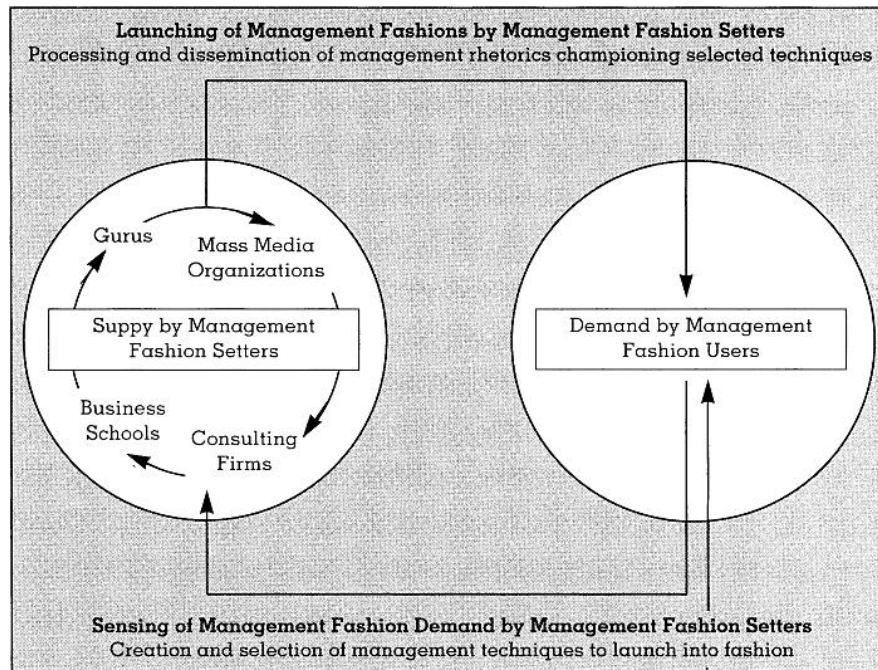 Launching of Management Fashions by Management Fashion Setters
Processing and dissemination of management rhetorics championing selected techniques
Gurus
Mass Media
Organizations
Suppy by Management
Fashion Setters
Business
Schools
Consulting
Firms
Demand by Management
Fashion Users
Sensing of Management Fashion Demand by Management Fashion Setters
Creation and selection of management techniques to launch into fashion